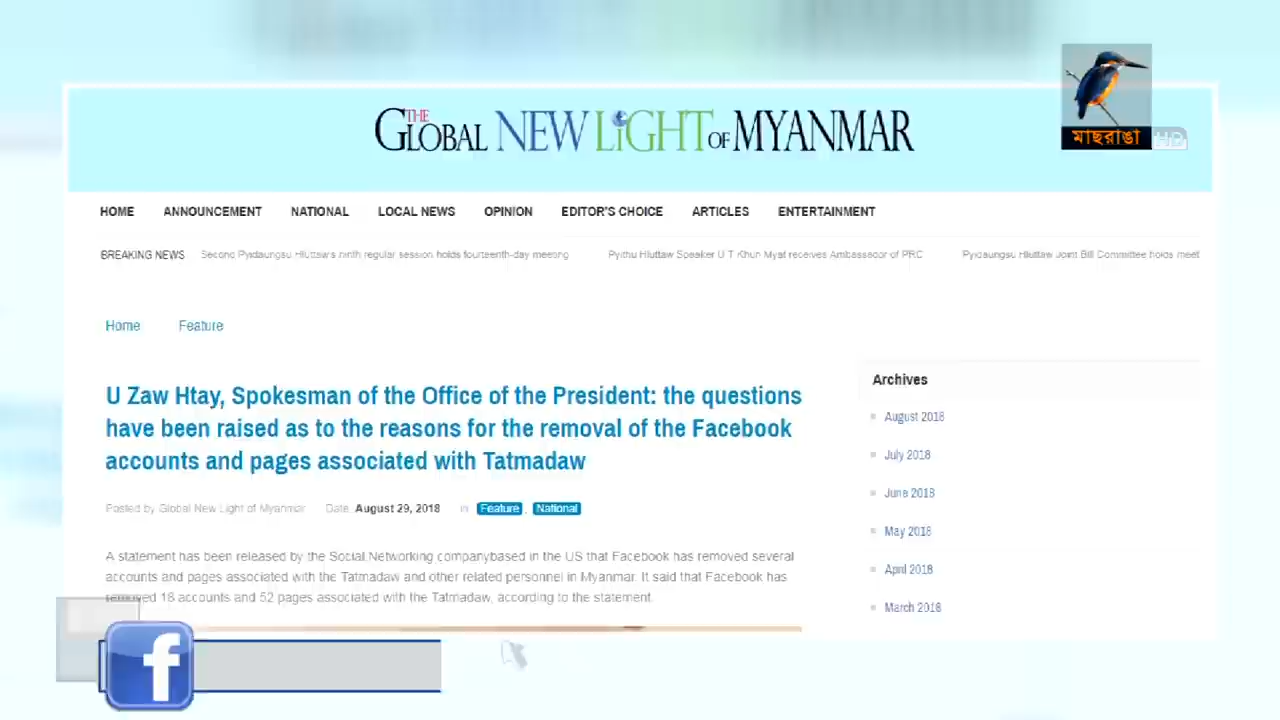 THE GLOBAL NEW LIGHT OF MYANMAR
মাছরাঙা HD
HOME ANNOUNCEMENT NATIONAL LOCAL NEWS OPINION EDITOR'S CHOICE ARTICLES ENTERTAINMENT
BREAKING NEWS Second Pyidaungsu Hluttaw's ninth regular session holds fourteenth-day meeting Pyithu Hluttaw Speaker U T Khun Myat receives Ambassador of PRC Pyidaungsu Hluttaw Joint Bill Committee holds meet
Home Feature
U Zaw Htay, Spokesman of the Office of the President: the questions
have been raised as to the reasons for the removal of the Facebook
accounts and pages associated with Tatmadaw
Posted by Global New Light of Myanmar Date: August 29, 2018 in: Feature, National
A statement has been released by the Social Networking companybased in the US that Facebook has removed several
accounts and pages associated with the Tatmadaw and other related personnel in Myanmar. It said that Facebook has
removed 18 accounts and 52 pages associated with the Tatmadaw, according to the statement.
Archives
August 2018
July 2018
June 2018
May 2018
April 2018
March 2018
f